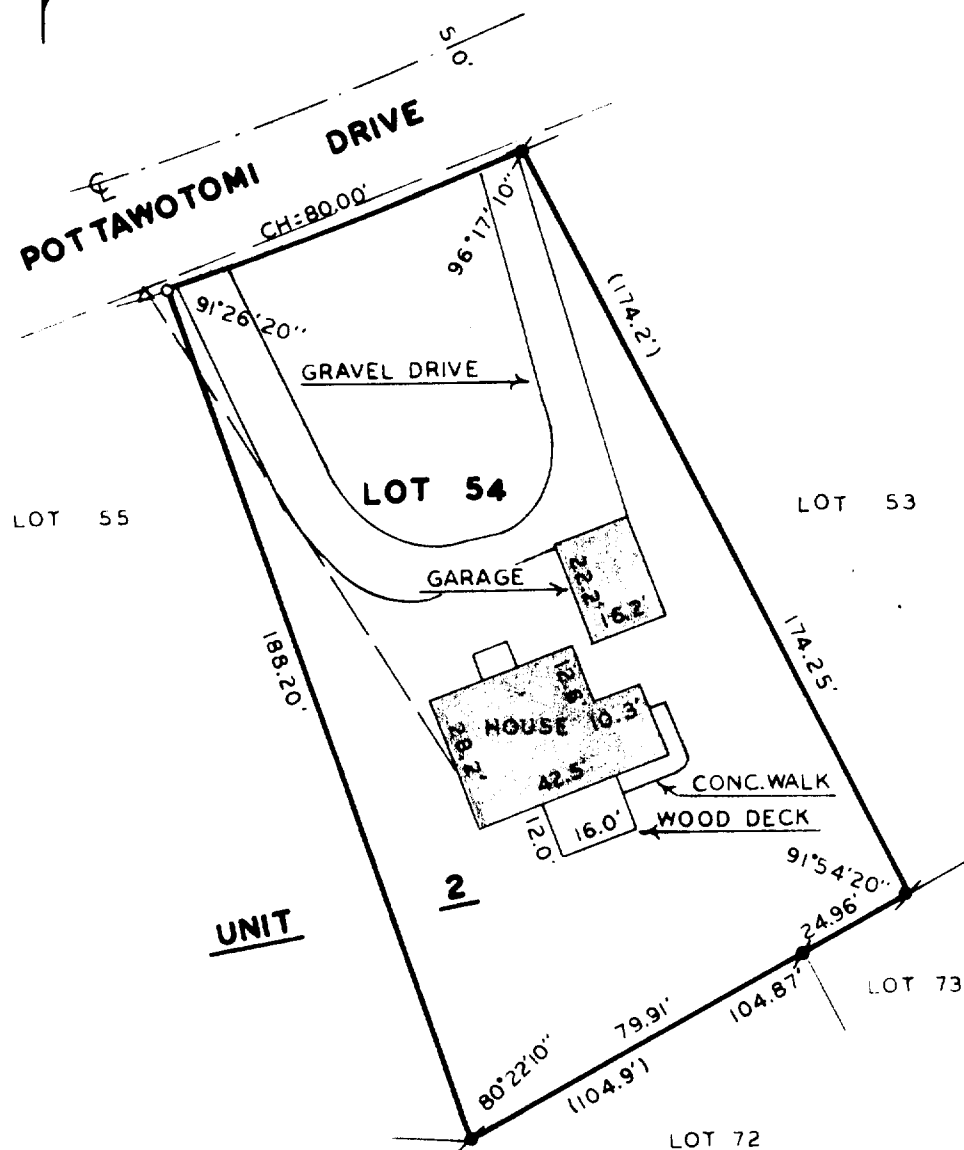 50'
℄
POTTAWOTOMI DRIVE
CH=80.00'
96°17'10"
91°26'20"
(174.2')
GRAVEL DRIVE
LOT 54
LOT 55
LOT 53
GARAGE
22.2'
16.2'
188.20'
174.25'
12.6'
HOUSE
10.3'
28.2'
42.5'
CONC. WALK
WOOD DECK
12.0'
16.0'
91°54'20"
2
UNIT
24.96'
LOT 73
104.87'
79.91'
80°22'10"
(104.9')
LOT 72